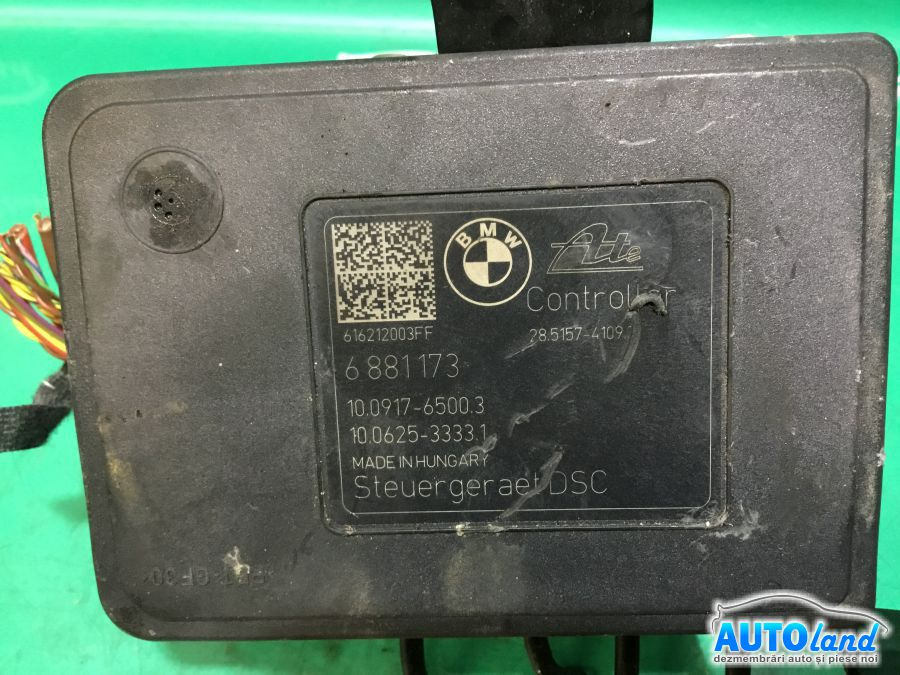 BMW
Ate
Controller
616212003FF
28.5157-4109.
6 881 173
10.0917-6500.3
10.0625-3333.1
MADE IN HUNGARY
Steuergeraet DSC
AUTOland
dezmembrări auto și piese noi